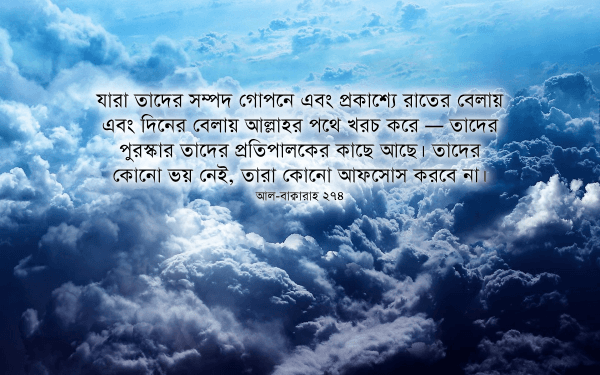 যারা তাদের সম্পদ গোপনে এবং প্রকাশ্যে রাতের বেলায়
এবং দিনের বেলায় আল্লাহর পথে খরচ করে — তাদের
পুরস্কার তাদের প্রতিপালকের কাছে আছে। তাদের
কোনো ভয় নেই, তারা কোনো আফসোস করবে না।
আল-বাক্বারাহ ২৭৪